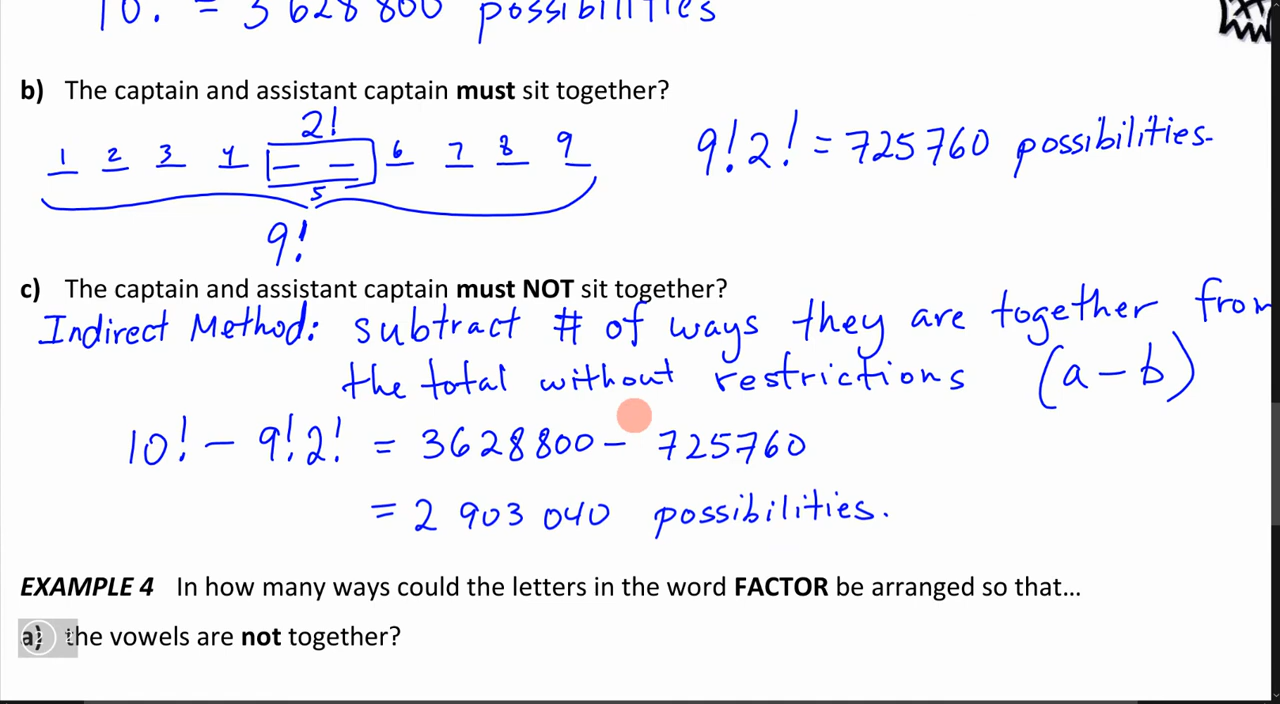 10! = 3 628 800 possibilities
b) The captain and assistant captain must sit together?
2!
1 2 3 4 6 7 8 9
5
9!
9!2! = 725760 possibilities.
c) The captain and assistant captain must NOT sit together?
Indirect Method: subtract # of ways they are together from
the total without restrictions (a - b)
10! - 9!2! = 3628800 - 725760
= 2 903 040 possibilities.
EXAMPLE 4 In how many ways could the letters in the word FACTOR be arranged so that...
a) the vowels are not together?